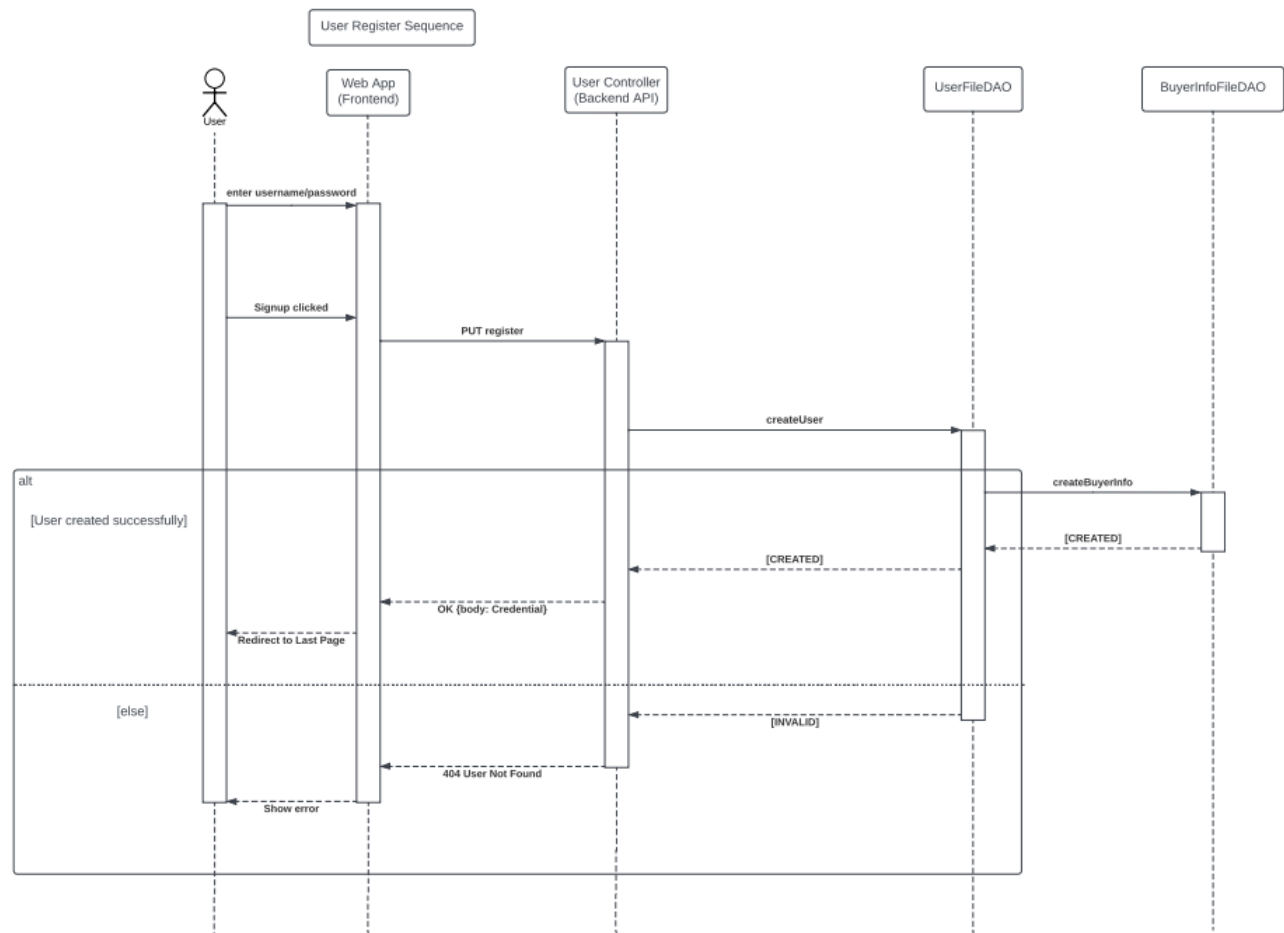 User Register Sequence
User
Web App
(Frontend)
User Controller
(Backend API)
UserFileDAO
BuyerInfoFileDAO
enter username/password
Signup clicked
PUT register
createUser
alt
createBuyerInfo
[User created successfully]
[CREATED]
[CREATED]
OK {body: Credential}
Redirect to Last Page
[else]
[INVALID]
404 User Not Found
Show error